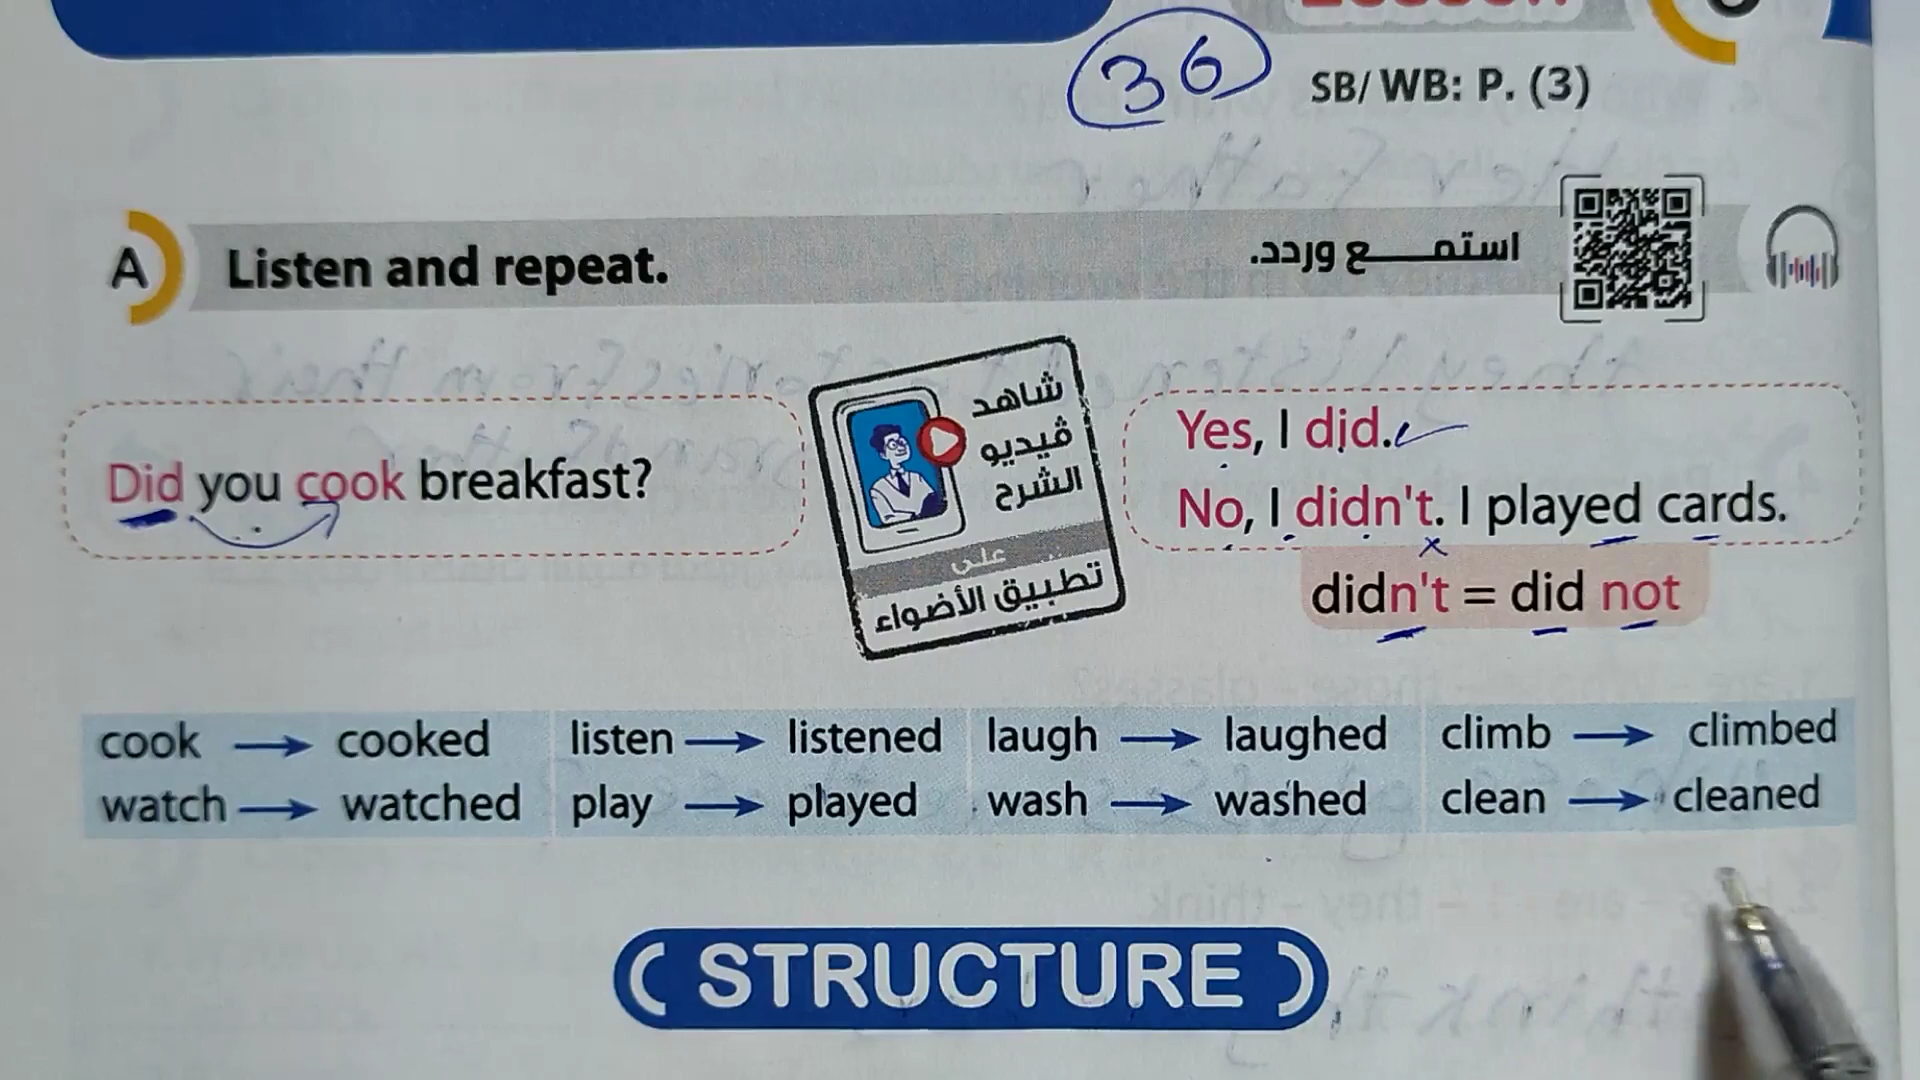 36
SB/ WB: P. (3)
A Listen and repeat.
استمع وردد.
Did you cook breakfast?
شاهد
ڤيديو
الشرح
على
تطبيق الأضواء
Yes, I did.
No, I didn't. I played cards.
didn't = did not
cook → cooked listen → listened laugh → laughed climb → climbed
watch → watched play → played wash → washed clean → cleaned
STRUCTURE